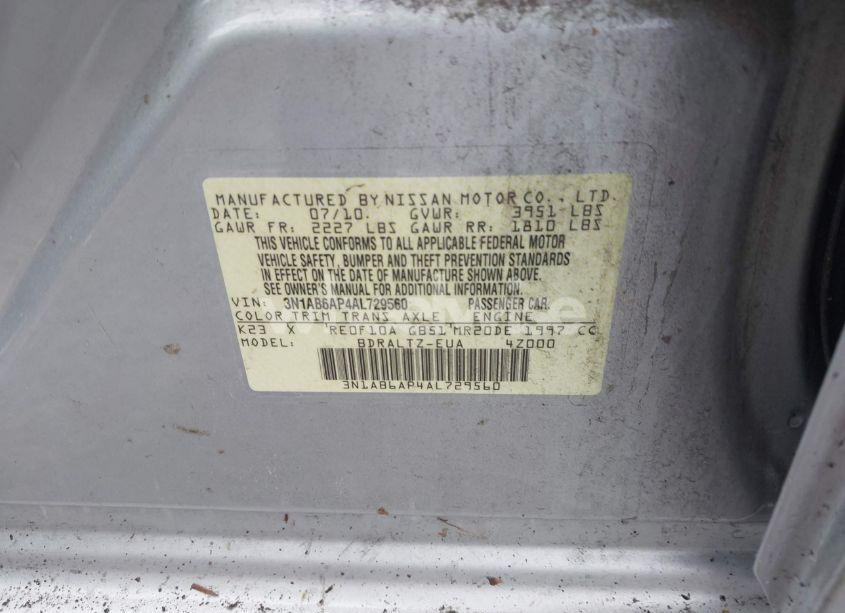 MANUFACTURED BY NISSAN MOTOR CO., LTD.
DATE: 07/10. GVWR: 3951 LBS
GAWR FR: 2227 LBS GAWR RR: 1810 LBS
THIS VEHICLE CONFORMS TO ALL APPLICABLE FEDERAL MOTOR
VEHICLE SAFETY, BUMPER AND THEFT PREVENTION STANDARDS
IN EFFECT ON THE DATE OF MANUFACTURE SHOWN ABOVE.
SEE OWNER'S MANUAL FOR ADDITIONAL INFORMATION.
VIN: 3N1AB6AP4AL729560 PASSENGER CAR.
COLOR TRIM TRANS AXLE ENGINE
K23 X RE0F10A GB51 MR20DE 1997 CC
MODEL: BDRALTZ-EUA 4Z000
3N1AB6AP4AL729560